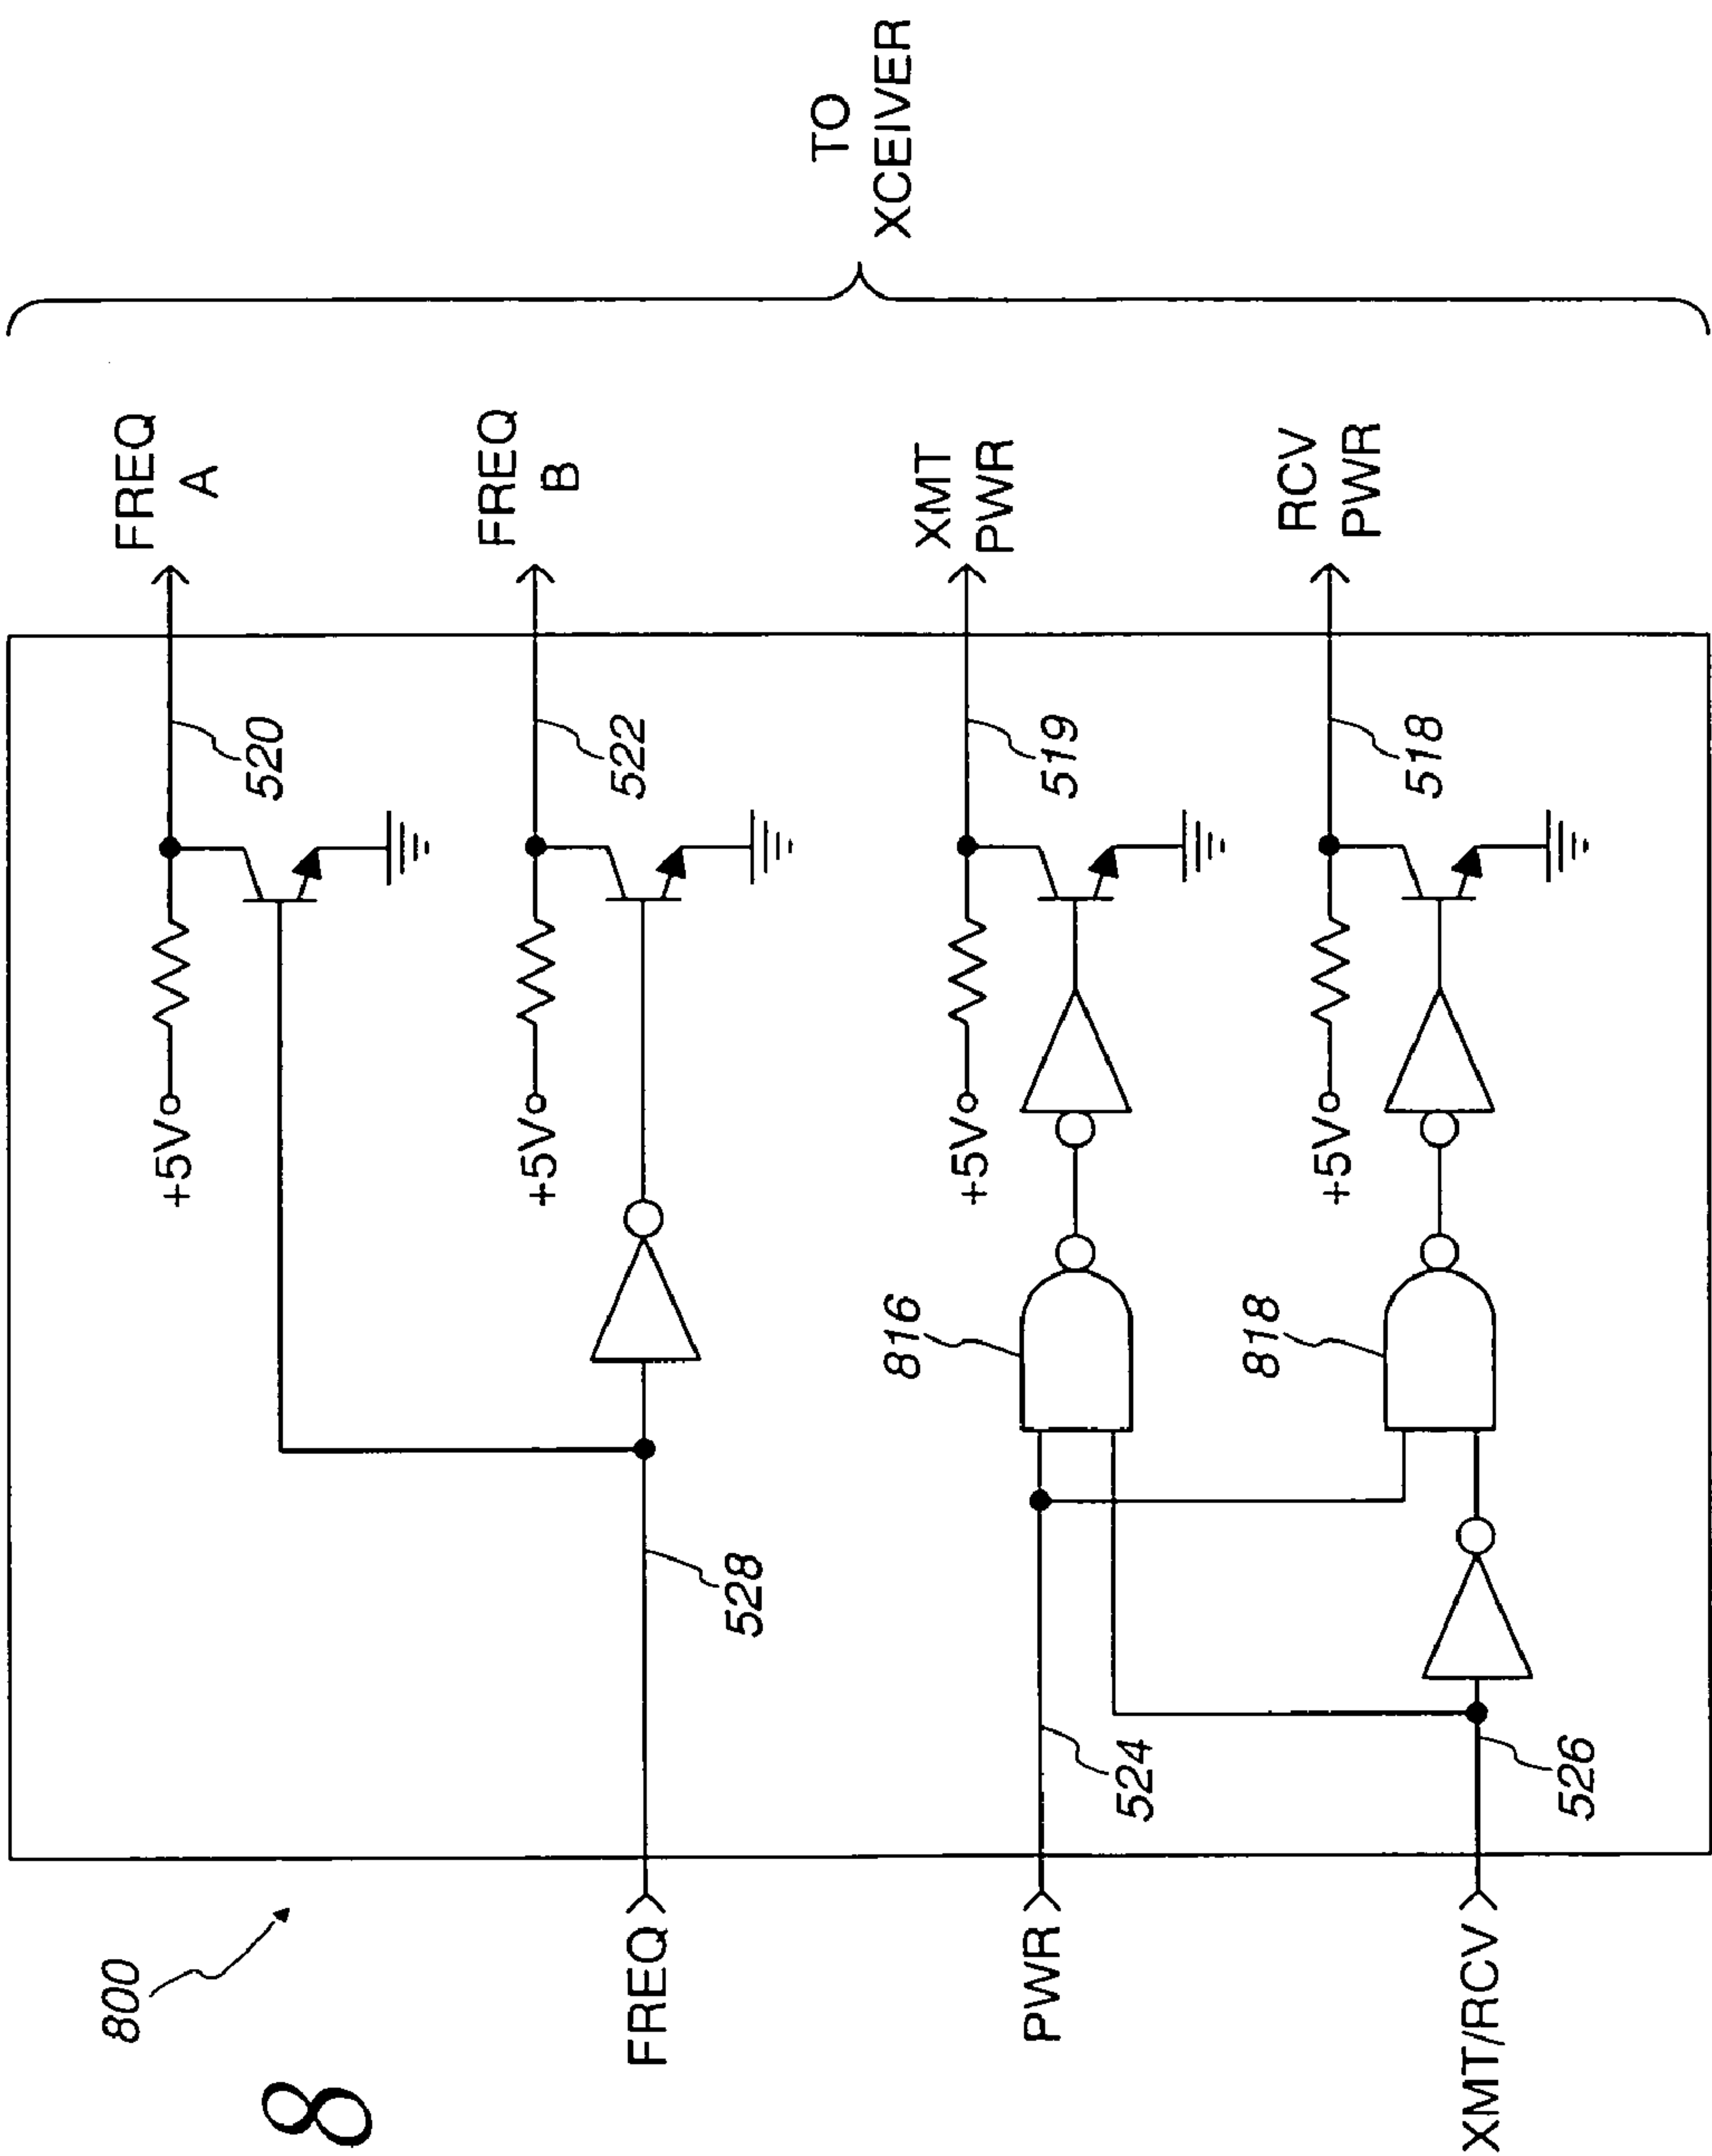 8
800
FREQ
PWR
XMT/RCV
528
524
526
816
818
+5V
+5V
+5V
+5V
520
522
519
518
FREQ
A
FREQ
B
XMT
PWR
RCV
PWR
TO
XCEIVER